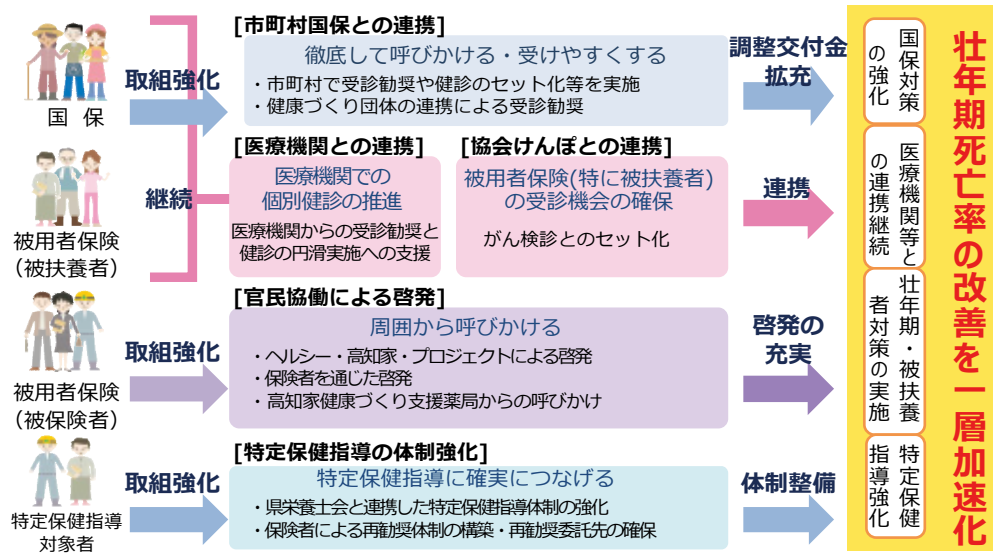 [市町村国保との連携]
徹底して呼びかける・受けやすくする
・市町村で受診勧奨や健診のセット化等を実施
・健康づくり団体の連携による受診勧奨
国 保
取組強化
調整交付金
拡充
[医療機関との連携]
医療機関での
個別健診の推進
医療機関からの受診勧奨と
健診の円滑実施への支援
[協会けんぽとの連携]
被用者保険(特に被扶養者)
の受診機会の確保
がん検診とのセット化
被用者保険
(被扶養者)
継続
連携
[官民協働による啓発]
周囲から呼びかける
・ヘルシー・高知家・プロジェクトによる啓発
・保険者を通じた啓発
・高知家健康づくり支援薬局からの呼びかけ
被用者保険
(被保険者)
取組強化
啓発の
充実
[特定保健指導の体制強化]
特定保健指導に確実につなげる
・県栄養士会と連携した特定保健指導体制の強化
・保険者による再勧奨体制の構築・再勧奨委託先の確保
特定保健指導
対象者
取組強化
体制整備
国保対策
の強化
医療機関等と
の連携継続
壮年期・被扶養
者対策の実施
特定保健
指導強化
壮年期死亡率の改善を一層加速化